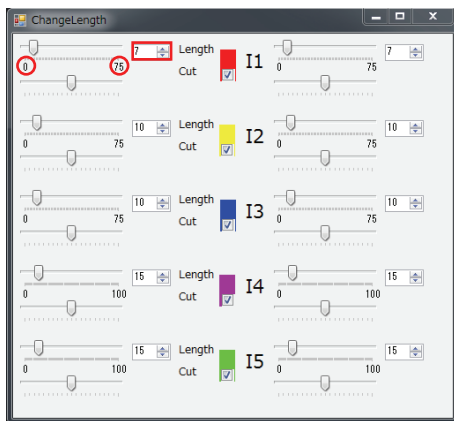 ChangeLength
7 Length I1 7
0 75 Cut 0 75
10 Length I2 10
0 75 Cut 0 75
10 Length I3 10
0 75 Cut 0 75
15 Length I4 15
0 100 Cut 0 100
15 Length I5 15
0 100 Cut 0 100